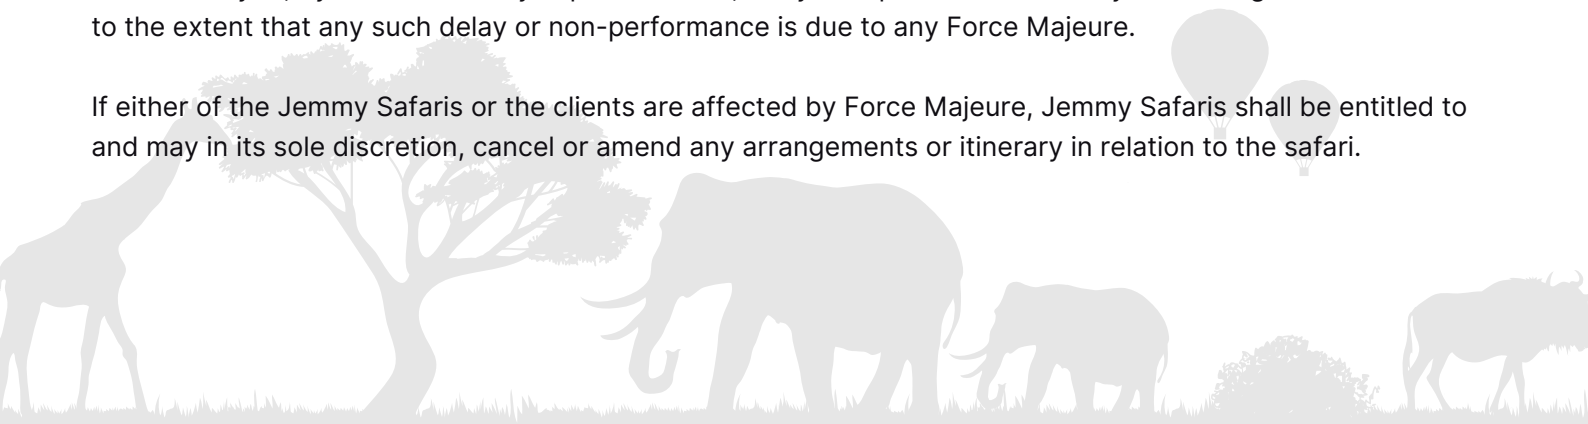 to the extent that any such delay or non-performance is due to any Force Majeure.
If either of the Jemmy Safaris or the clients are affected by Force Majeure, Jemmy Safaris shall be entitled to
and may in its sole discretion, cancel or amend any arrangements or itinerary in relation to the safari.